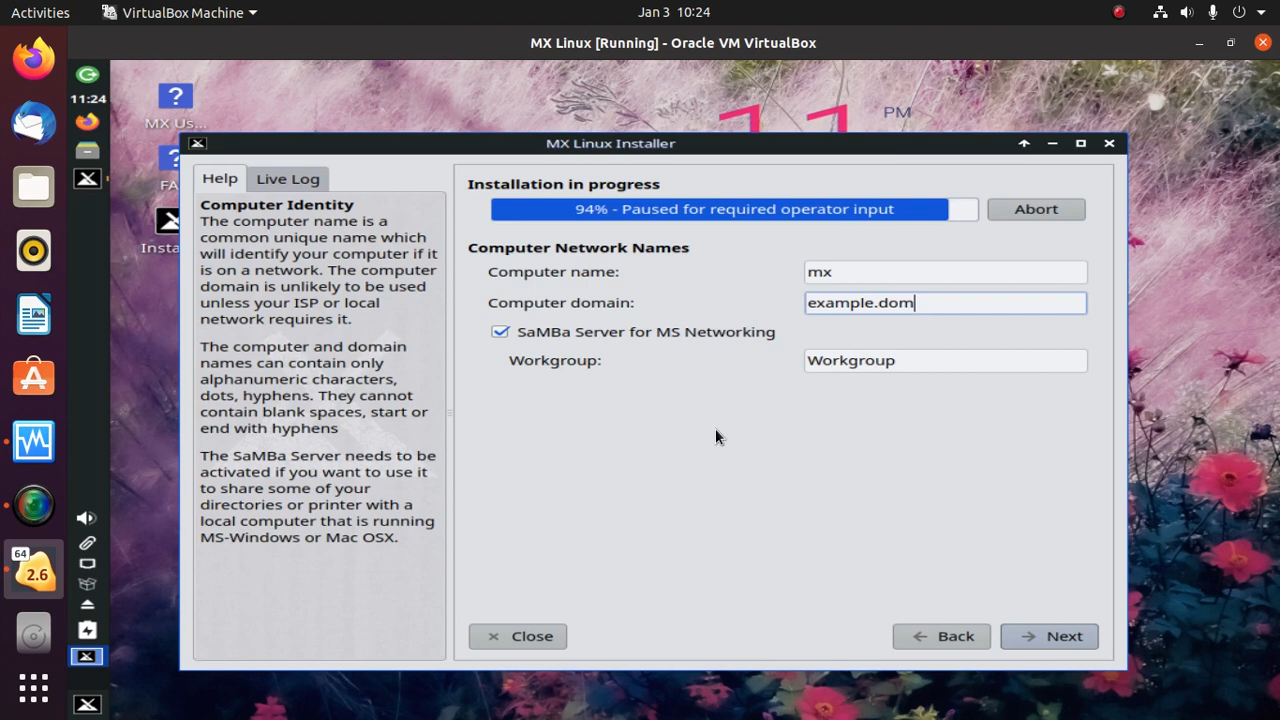 Activities
VirtualBox Machine
Jan 3 10:24
MX Linux [Running] - Oracle VM VirtualBox
11:24
MX Us...
FA
Insta
11
PM
MX Linux Installer
Help
Live Log
Computer Identity
The computer name is a
common unique name which
will identify your computer if it
is on a network. The computer
domain is unlikely to be used
unless your ISP or local
network requires it.
The computer and domain
names can contain only
alphanumeric characters,
dots, hyphens. They cannot
contain blank spaces, start or
end with hyphens
The SaMBa Server needs to be
activated if you want to use it
to share some of your
directories or printer with a
local computer that is running
MS-Windows or Mac OSX.
Installation in progress
94% - Paused for required operator input
Abort
Computer Network Names
Computer name:
mx
Computer domain:
example.dom
SaMBa Server for MS Networking
Workgroup:
Workgroup
Close
Back
Next
64
2.6